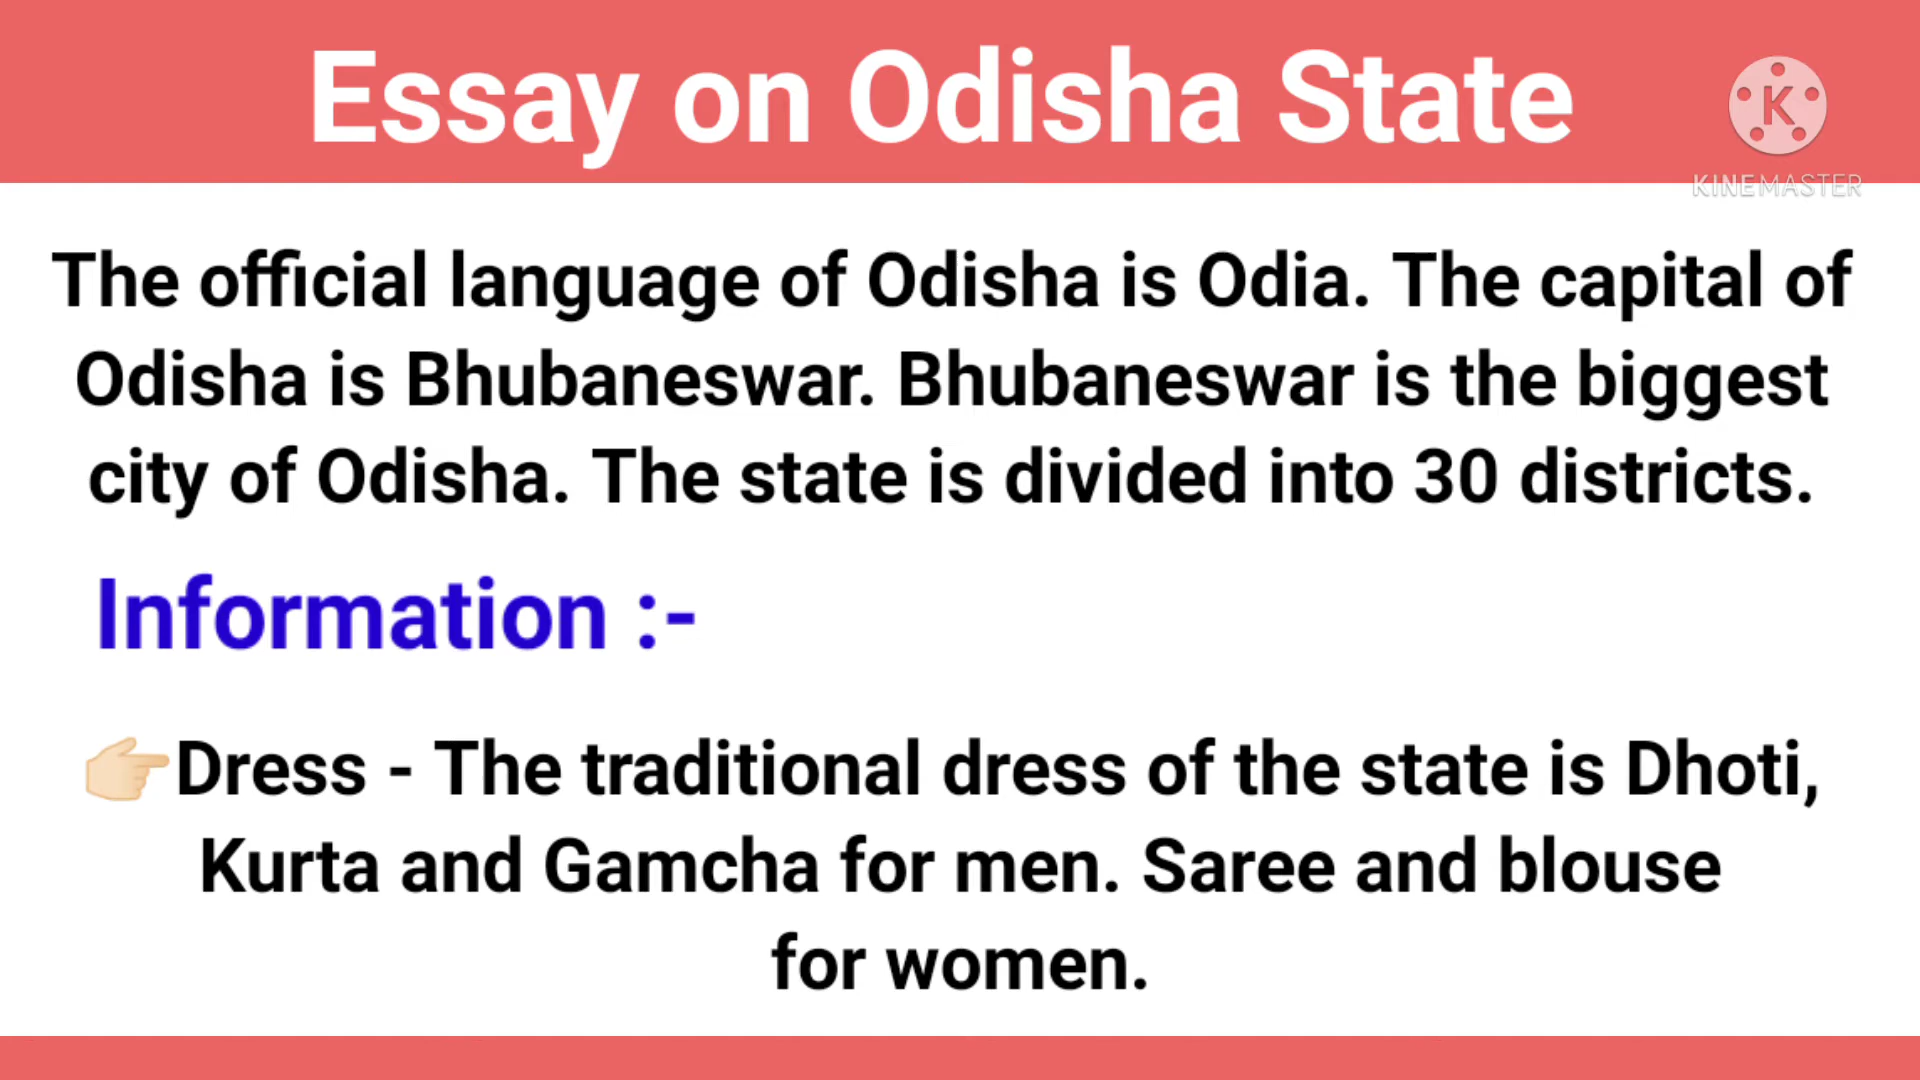 Essay on Odisha State
K
KINEMASTER
The official language of Odisha is Odia. The capital of
Odisha is Bhubaneswar. Bhubaneswar is the biggest
city of Odisha. The state is divided into 30 districts.
Information :-
👉🏻Dress - The traditional dress of the state is Dhoti,
Kurta and Gamcha for men. Saree and blouse
for women.